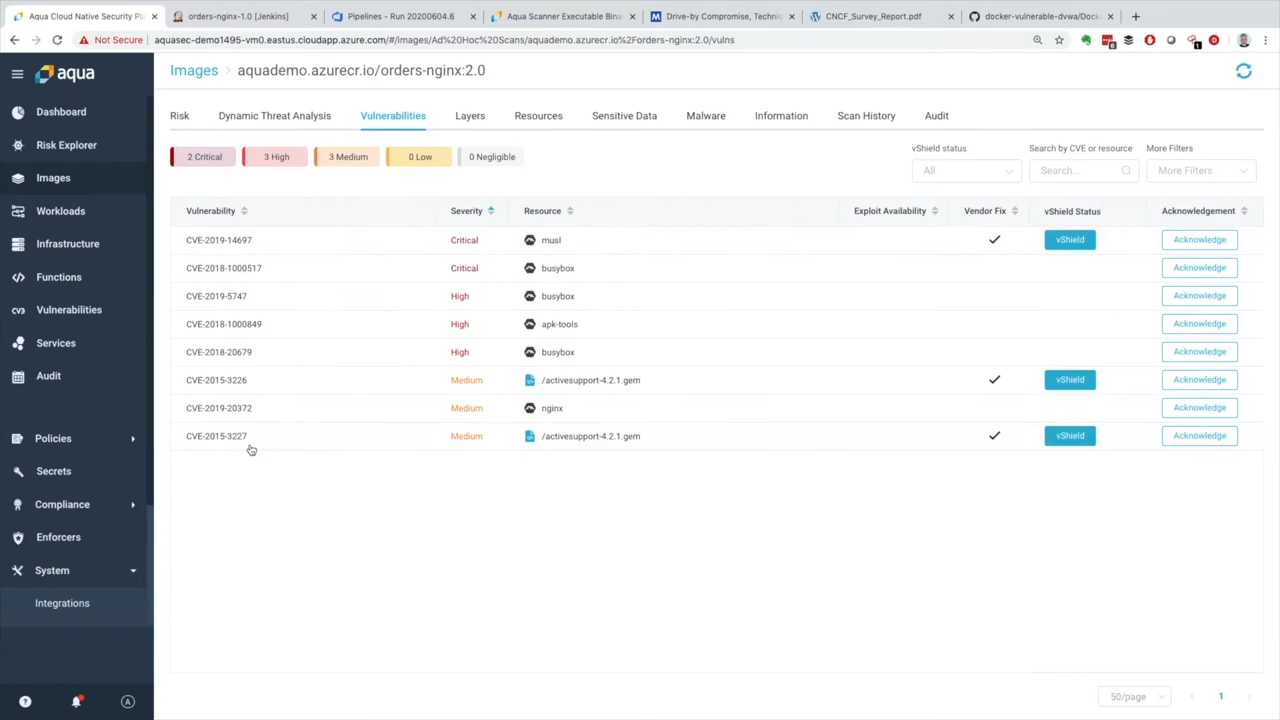 Aqua Cloud Native Security Pla
orders-nginx-1.0 [Jenkins]
Pipelines - Run 20200604.6
Aqua Scanner Executable Bina
Drive-by Compromise, Technic
CNCF_Survey_Report.pdf
docker-vulnerable-dvwa/Dock
Not Secure
aquasec-demo1495-vm0.eastus.cloudapp.azure.com/#/images/Ad%20Hoc%20Scans/aquademo.azurecr.io%2Forders-nginx:2.0/vulns
aqua
Images > aquademo.azurecr.io/orders-nginx:2.0
Dashboard
Risk Explorer
Images
Workloads
Infrastructure
Functions
CVE Vulnerabilities
Services
Audit
Policies
Secrets
Compliance
Enforcers
System
Integrations
A
Risk Dynamic Threat Analysis Vulnerabilities Layers Resources Sensitive Data Malware Information Scan History Audit
2 Critical 3 High 3 Medium 0 Low 0 Negligible
vShield status Search by CVE or resource More Filters
All Search... More Filters
Vulnerability Severity Resource Exploit Availability Vendor Fix vShield Status Acknowledgement
CVE-2019-14697 Critical musl vShield Acknowledge
CVE-2018-1000517 Critical busybox Acknowledge
CVE-2019-5747 High busybox Acknowledge
CVE-2018-1000849 High apk-tools Acknowledge
CVE-2018-20679 High busybox Acknowledge
CVE-2015-3226 Medium /activesupport-4.2.1.gem vShield Acknowledge
CVE-2019-20372 Medium nginx Acknowledge
CVE-2015-3227 Medium /activesupport-4.2.1.gem vShield Acknowledge
50/page 1